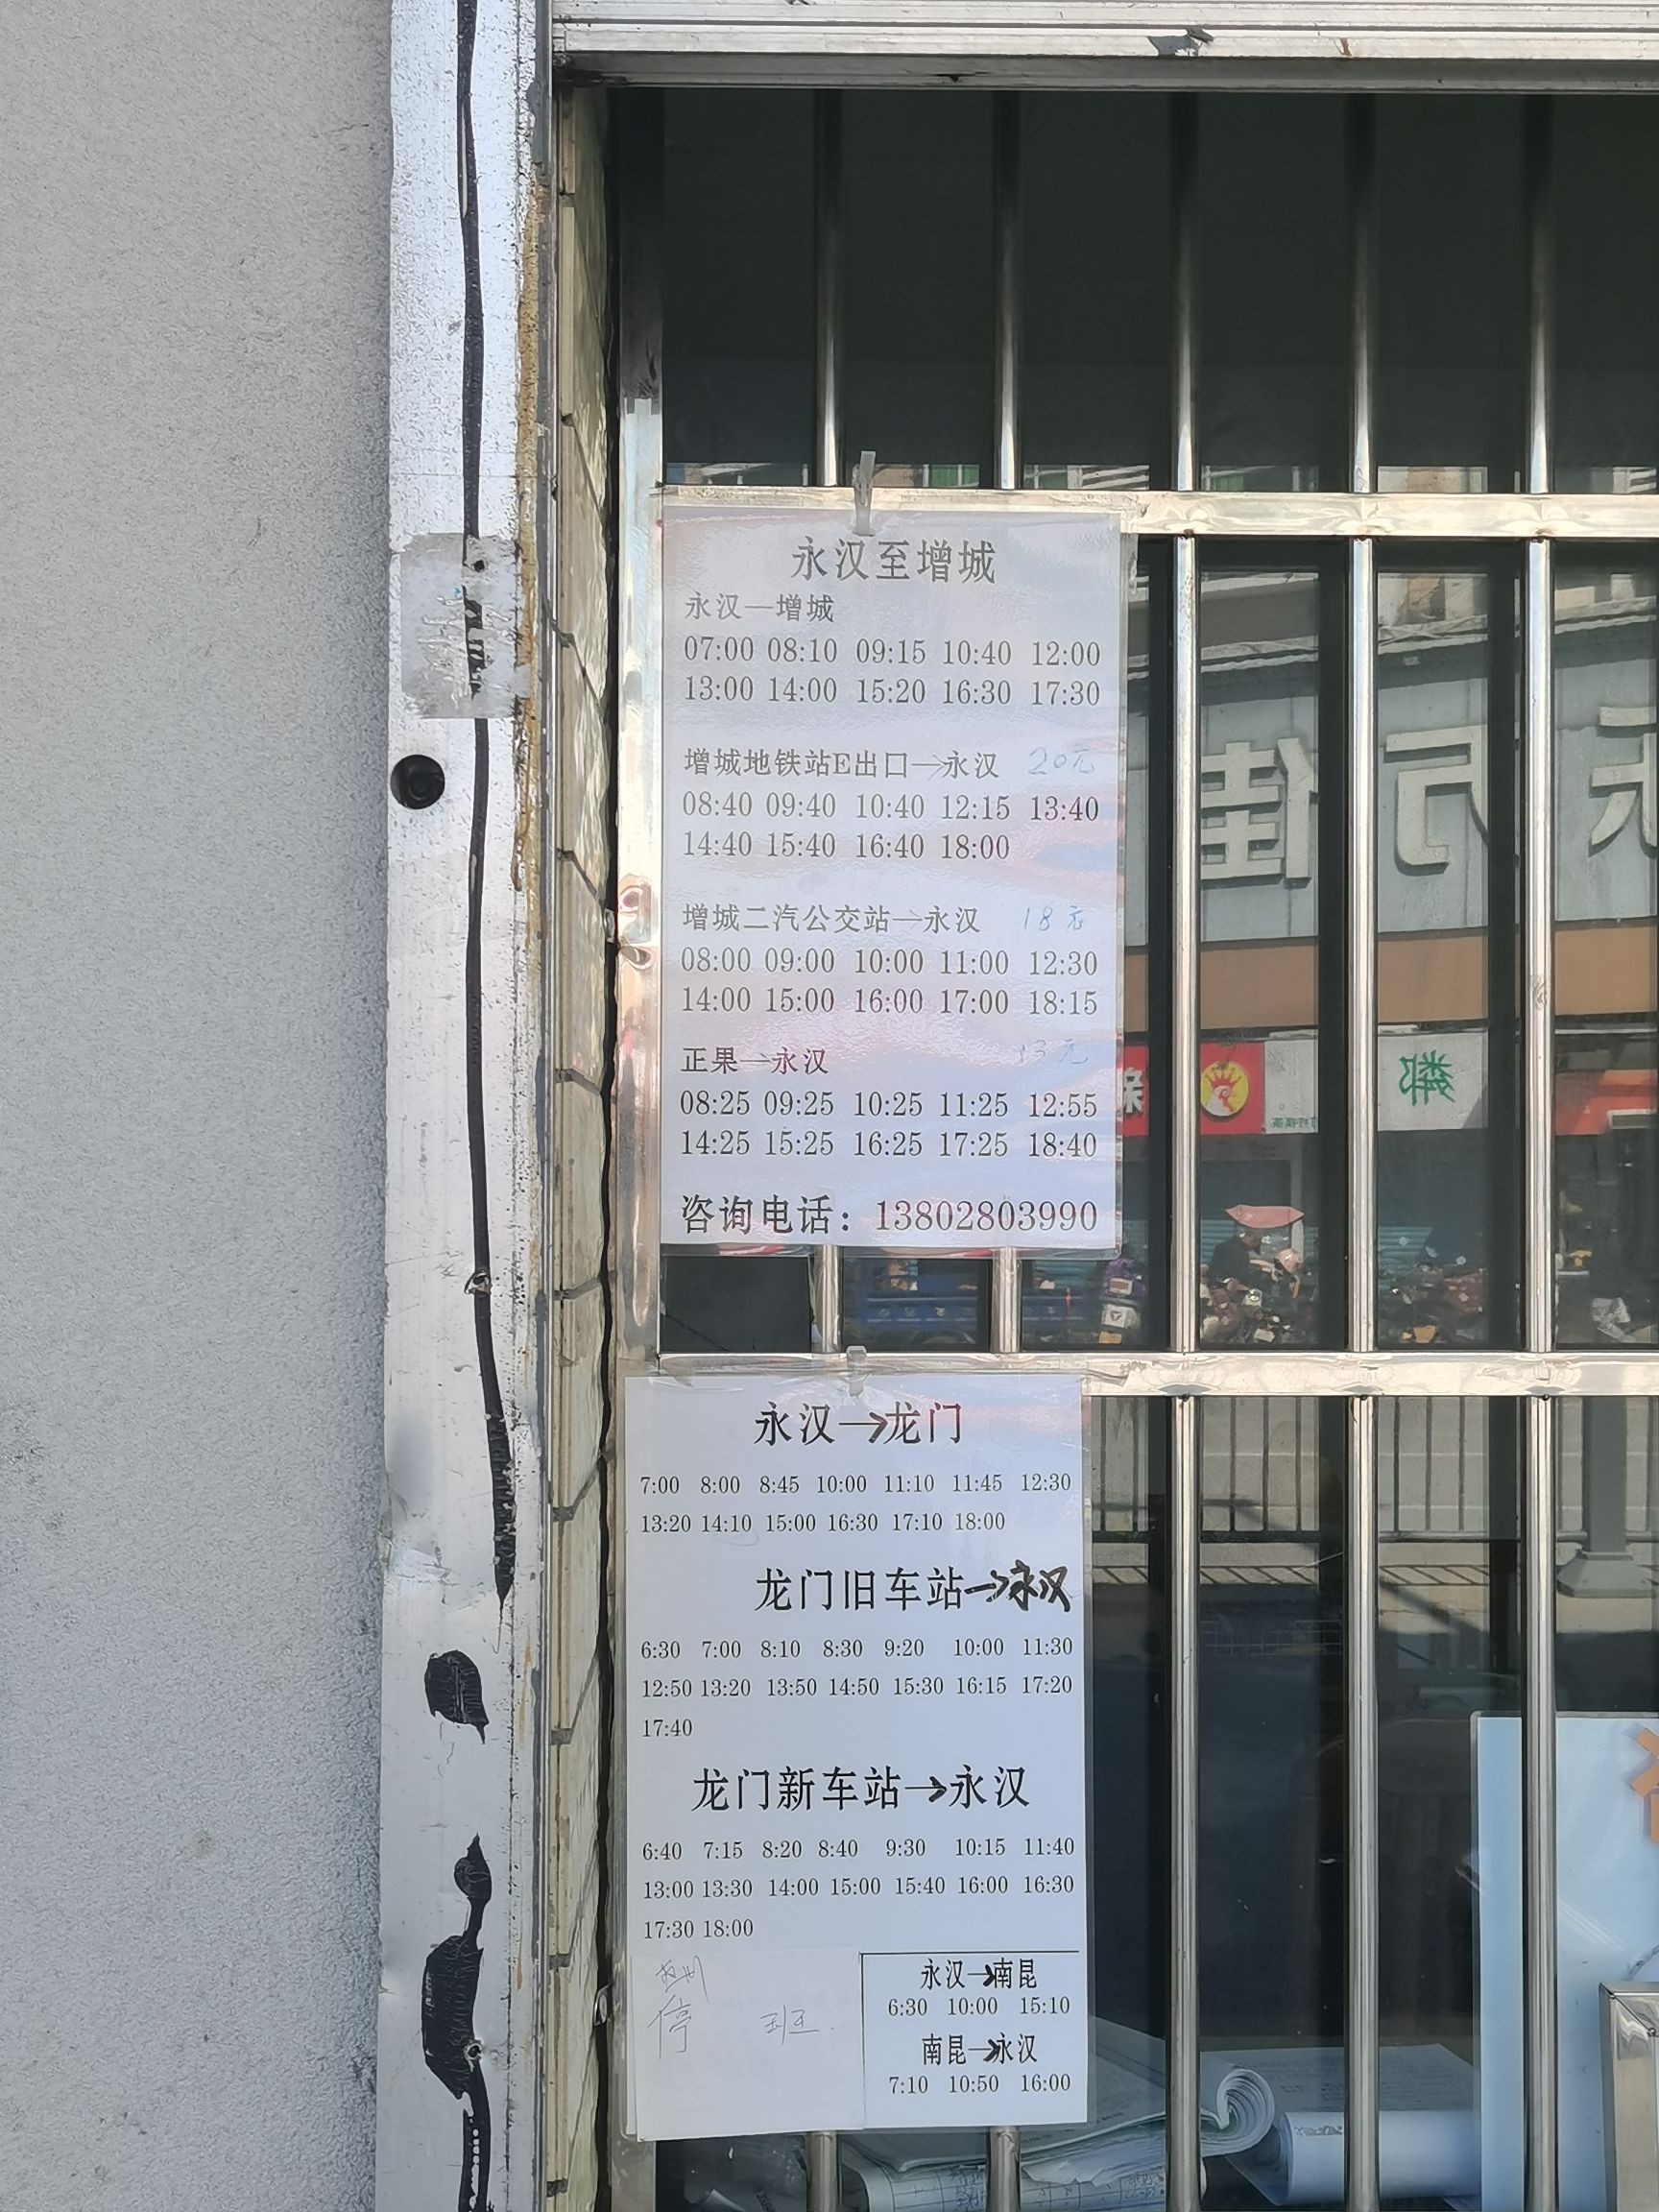 永汉至增城
永汉—增城
07:00 08:10 09:15 10:40 12:00
13:00 14:00 15:20 16:30 17:30
增城地铁站E出口→永汉 20元
08:40 09:40 10:40 12:15 13:40
14:40 15:40 16:40 18:00
增城二汽公交站→永汉 18元
08:00 09:00 10:00 11:00 12:30
14:00 15:00 16:00 17:00 18:15
正果→永汉 13元
08:25 09:25 10:25 11:25 12:55
14:25 15:25 16:25 17:25 18:40
咨询电话：13802803990
永汉→龙门
7:00 8:00 8:45 10:00 11:10 11:45 12:30
13:20 14:10 15:00 16:30 17:10 18:00
龙门旧车站→永汉
6:30 7:00 8:10 8:30 9:20 10:00 11:30
12:50 13:20 13:50 14:50 15:30 16:15 17:20
17:40
龙门新车站→永汉
6:40 7:15 8:20 8:40 9:30 10:15 11:40
13:00 13:30 14:00 15:00 15:40 16:00 16:30
17:30 18:00
停 班
永汉→南昆
6:30 10:00 15:10
南昆→永汉
7:10 10:50 16:00